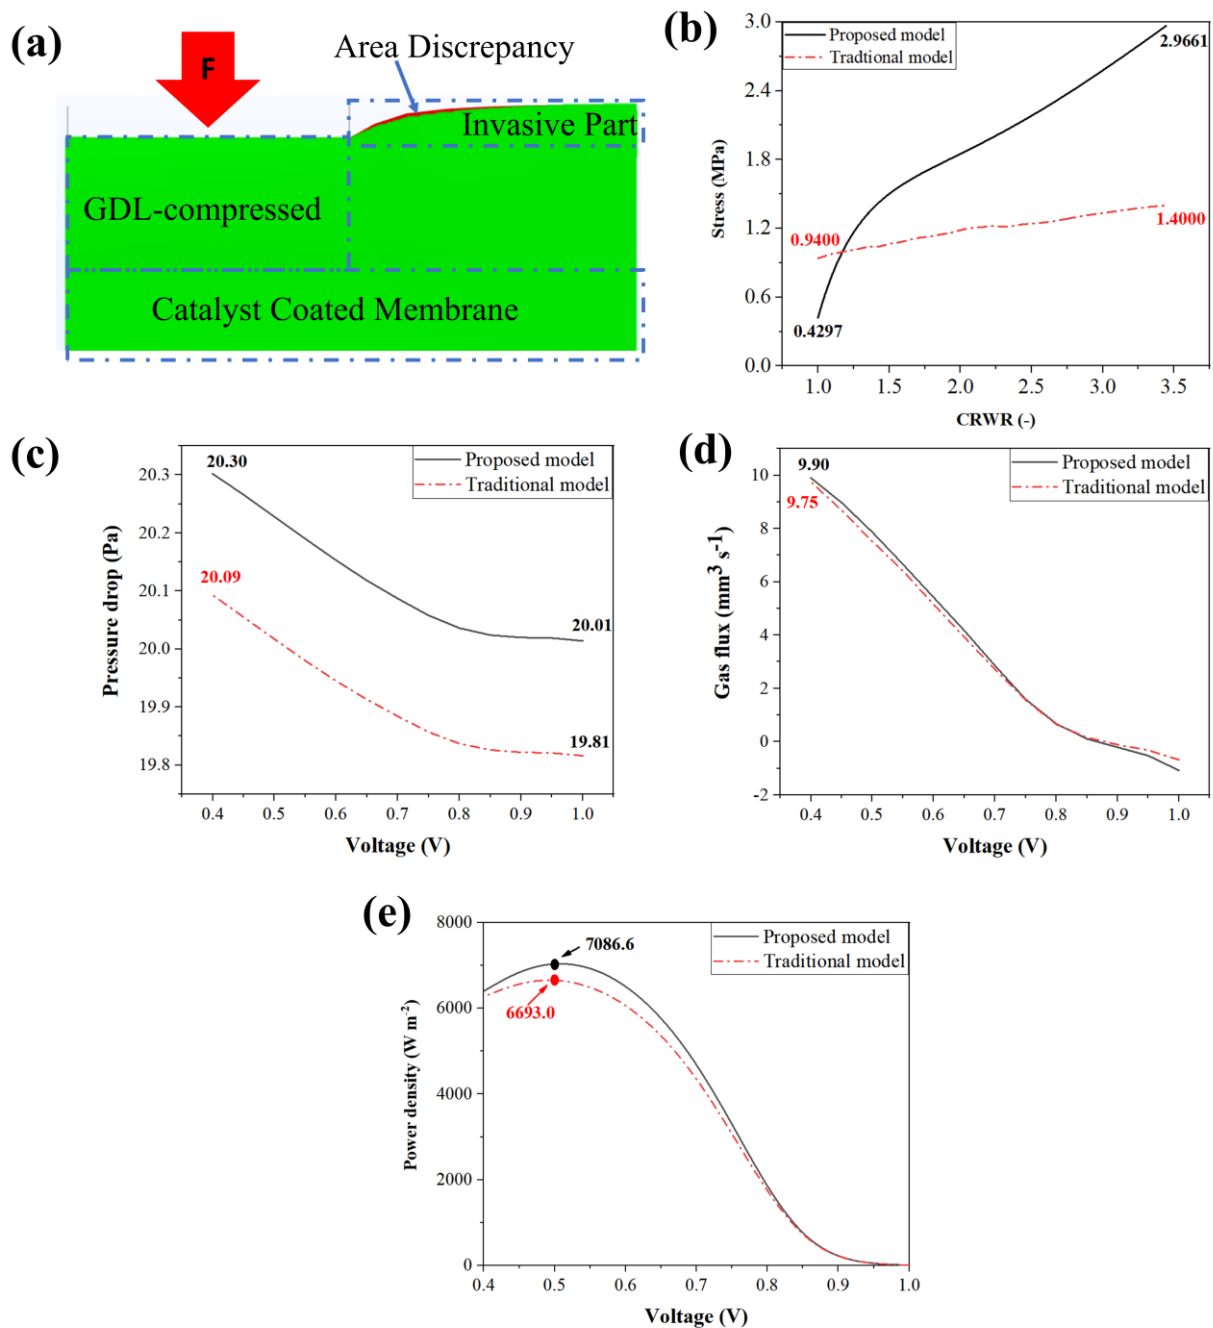 (a)
F
Area Discrepancy
Invasive Part
GDL-compressed
Catalyst Coated Membrane
(b)
Proposed model
Tradtional model
3.0
2.4
1.8
1.2
0.6
0.0
Stress (MPa)
2.9661
0.9400
1.4000
0.4297
1.0 1.5 2.0 2.5 3.0 3.5
CRWR (-)
(c)
Proposed model
Traditional model
20.3
20.2
20.1
20.0
19.9
19.8
Pressure drop (Pa)
20.30
20.09
20.01
19.81
0.4 0.5 0.6 0.7 0.8 0.9 1.0
Voltage (V)
(d)
Proposed model
Traditional model
10
8
6
4
2
0
-2
Gas flux (mm³ s⁻¹)
9.90
9.75
0.4 0.5 0.6 0.7 0.8 0.9 1.0
Voltage (V)
(e)
Proposed model
Traditional model
8000
6000
4000
2000
0
Power density (W m⁻²)
7086.6
6693.0
0.4 0.5 0.6 0.7 0.8 0.9 1.0
Voltage (V)